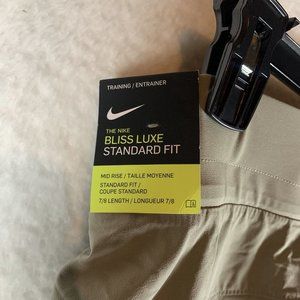 TRAINING / ENTRAINER
THE NIKE
BLISS LUXE
STANDARD FIT
MID RISE / TAILLE MOYENNE
STANDARD FIT /
COUPE STANDARD
7/8 LENGTH / LONGUEUR 7/8